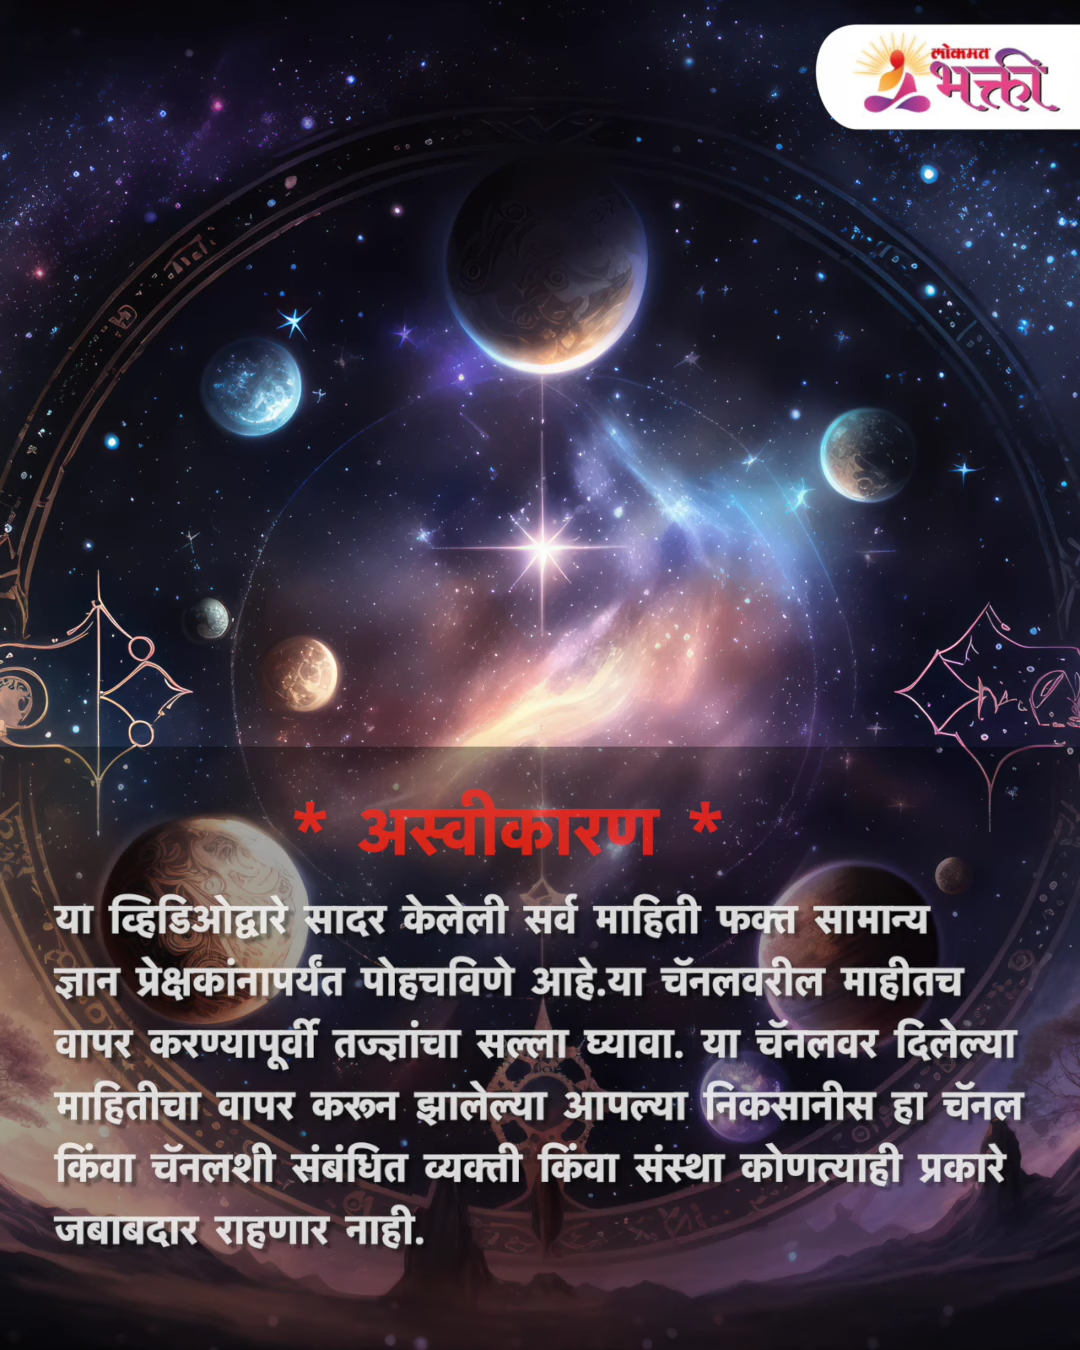 लोकमत
भक्ती
* अस्वीकारण *
या व्हिडिओद्वारे सादर केलेली सर्व माहिती फक्त सामान्य
ज्ञान प्रेक्षकांनापर्यंत पोहचविणे आहे.या चॅनलवरील माहीतच
वापर करण्यापूर्वी तज्ज्ञांचा सल्ला घ्यावा. या चॅनलवर दिलेल्या
माहितीचा वापर करून झालेल्या आपल्या निकसानीस हा चॅनल
किंवा चॅनलशी संबंधित व्यक्ती किंवा संस्था कोणत्याही प्रकारे
जबाबदार राहणार नाही.